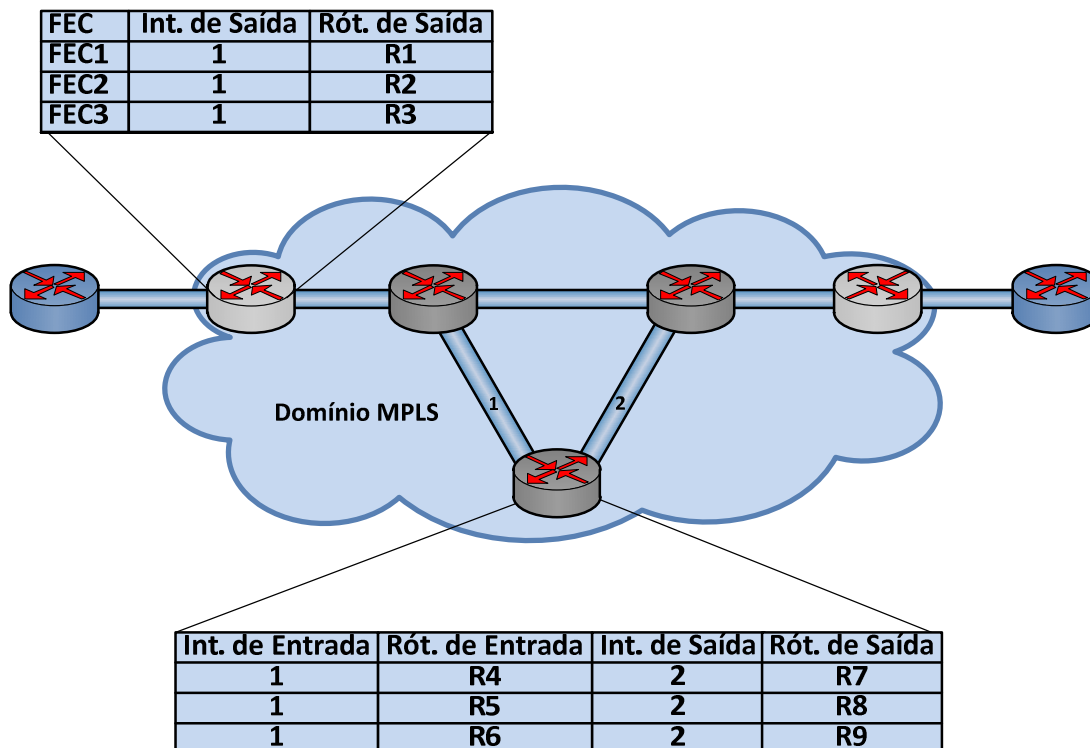 FEC Int. de Saída Rót. de Saída
FEC1 1 R1
FEC2 1 R2
FEC3 1 R3
1 2
Domínio MPLS
Int. de Entrada Rót. de Entrada Int. de Saída Rót. de Saída
1 R4 2 R7
1 R5 2 R8
1 R6 2 R9